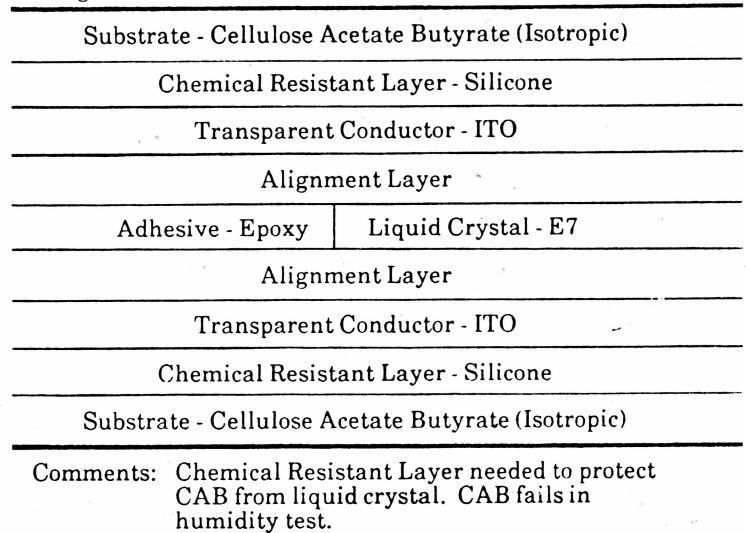 Substrate - Cellulose Acetate Butyrate (Isotropic)
Chemical Resistant Layer - Silicone
Transparent Conductor - ITO
Alignment Layer
Adhesive - Epoxy Liquid Crystal - E7
Alignment Layer
Transparent Conductor - ITO
Chemical Resistant Layer - Silicone
Substrate - Cellulose Acetate Butyrate (Isotropic)
Comments: Chemical Resistant Layer needed to protect
CAB from liquid crystal. CAB fails in
humidity test.